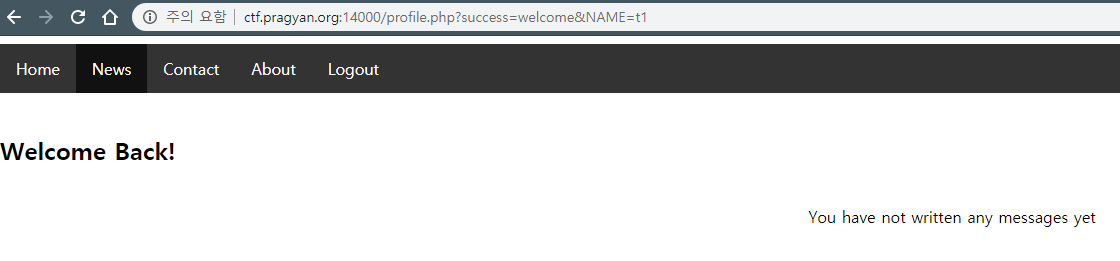 주의 요함 ctf.pragyan.org:14000/profile.php?success=welcome&NAME=t1
Home News Contact About Logout
Welcome Back!
You have not written any messages yet